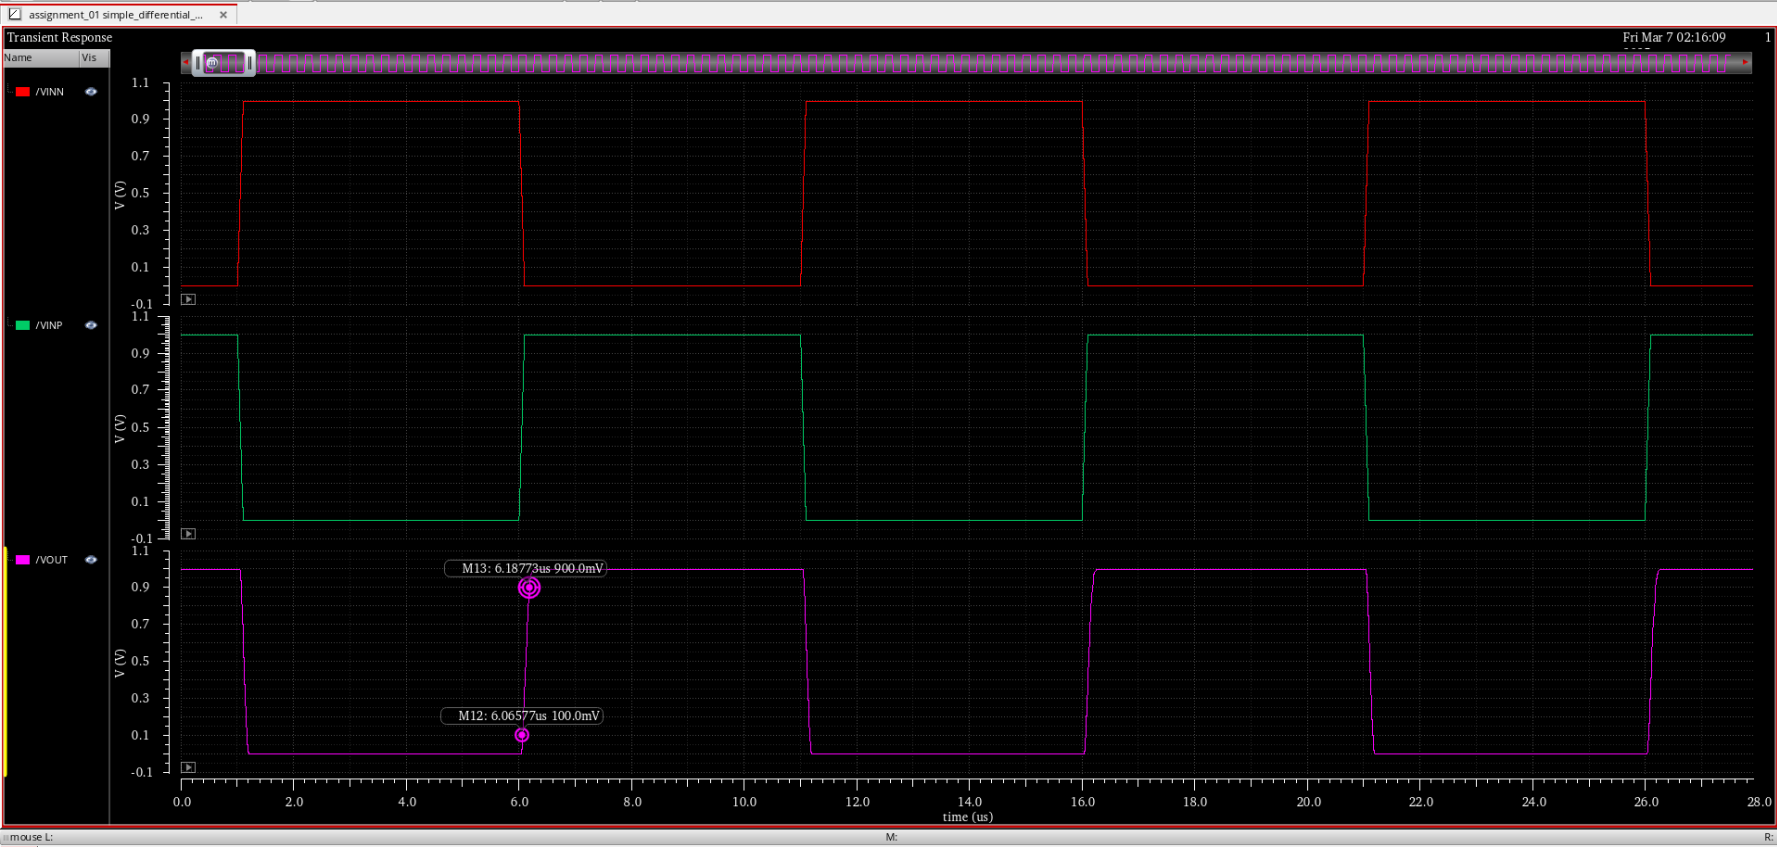 assignment_01 simple_differential_...
Transient Response
Fri Mar 7 02:16:09 1
Name Vis
/VINN
1.1
0.9
0.7
0.5
0.3
0.1
-0.1
V (V)
/VINP
1.1
0.9
0.7
0.5
0.3
0.1
-0.1
V (V)
/VOUT
1.1
0.9
0.7
0.5
0.3
0.1
-0.1
V (V)
M13: 6.18773us 900.0mV
M12: 6.06577us 100.0mV
0.0 2.0 4.0 6.0 8.0 10.0 12.0 14.0 16.0 18.0 20.0 22.0 24.0 26.0 28.0
time (us)
mouse L: M: R: